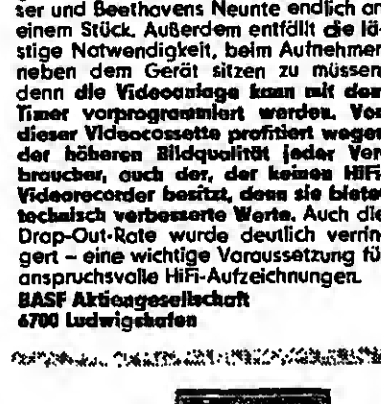 ser und Beethovens Neunte endlich an
einem Stück. Außerdem entfällt die lä-
stige Notwendigkeit, beim Aufnehmen
neben dem Gerät sitzen zu müssen
denn die Videoanlage kann mit dem
Timer vorprogrammiert werden. Von
dieser Videocassette profitiert wegen
der höheren Bildqualität jeder Ver
braucher, auch der, der keinen HiFi
Videorecorder besitzt, denn sie biete
technisch verbesserte Werte. Auch die
Drop-Out-Rate wurde deutlich verrin
gert – eine wichtige Voraussetzung fü
anspruchsvolle HiFi-Aufzeichnungen.
BASF Aktiengesellschaft
6700 Ludwigshafen